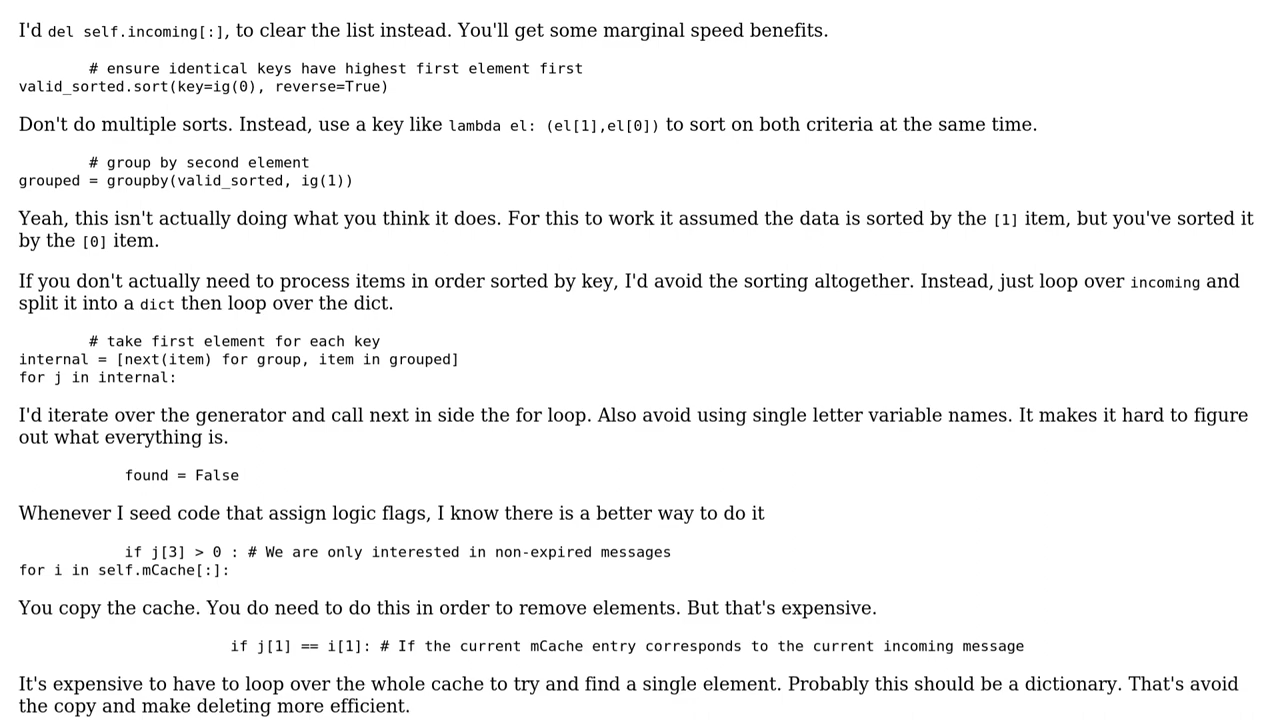 I'd del self.incoming[:], to clear the list instead. You'll get some marginal speed benefits.
# ensure identical keys have highest first element first
valid_sorted.sort(key=ig(0), reverse=True)
Don't do multiple sorts. Instead, use a key like lambda el: (el[1],el[0]) to sort on both criteria at the same time.
# group by second element
grouped = groupby(valid_sorted, ig(1))
Yeah, this isn't actually doing what you think it does. For this to work it assumed the data is sorted by the [1] item, but you've sorted it
by the [0] item.
If you don't actually need to process items in order sorted by key, I'd avoid the sorting altogether. Instead, just loop over incoming and
split it into a dict then loop over the dict.
# take first element for each key
internal = [next(item) for group, item in grouped]
for j in internal:
I'd iterate over the generator and call next in side the for loop. Also avoid using single letter variable names. It makes it hard to figure
out what everything is.
found = False
Whenever I seed code that assign logic flags, I know there is a better way to do it
if j[3] > 0 : # We are only interested in non-expired messages
for i in self.mCache[:]:
You copy the cache. You do need to do this in order to remove elements. But that's expensive.
if j[1] == i[1]: # If the current mCache entry corresponds to the current incoming message
It's expensive to have to loop over the whole cache to try and find a single element. Probably this should be a dictionary. That's avoid
the copy and make deleting more efficient.